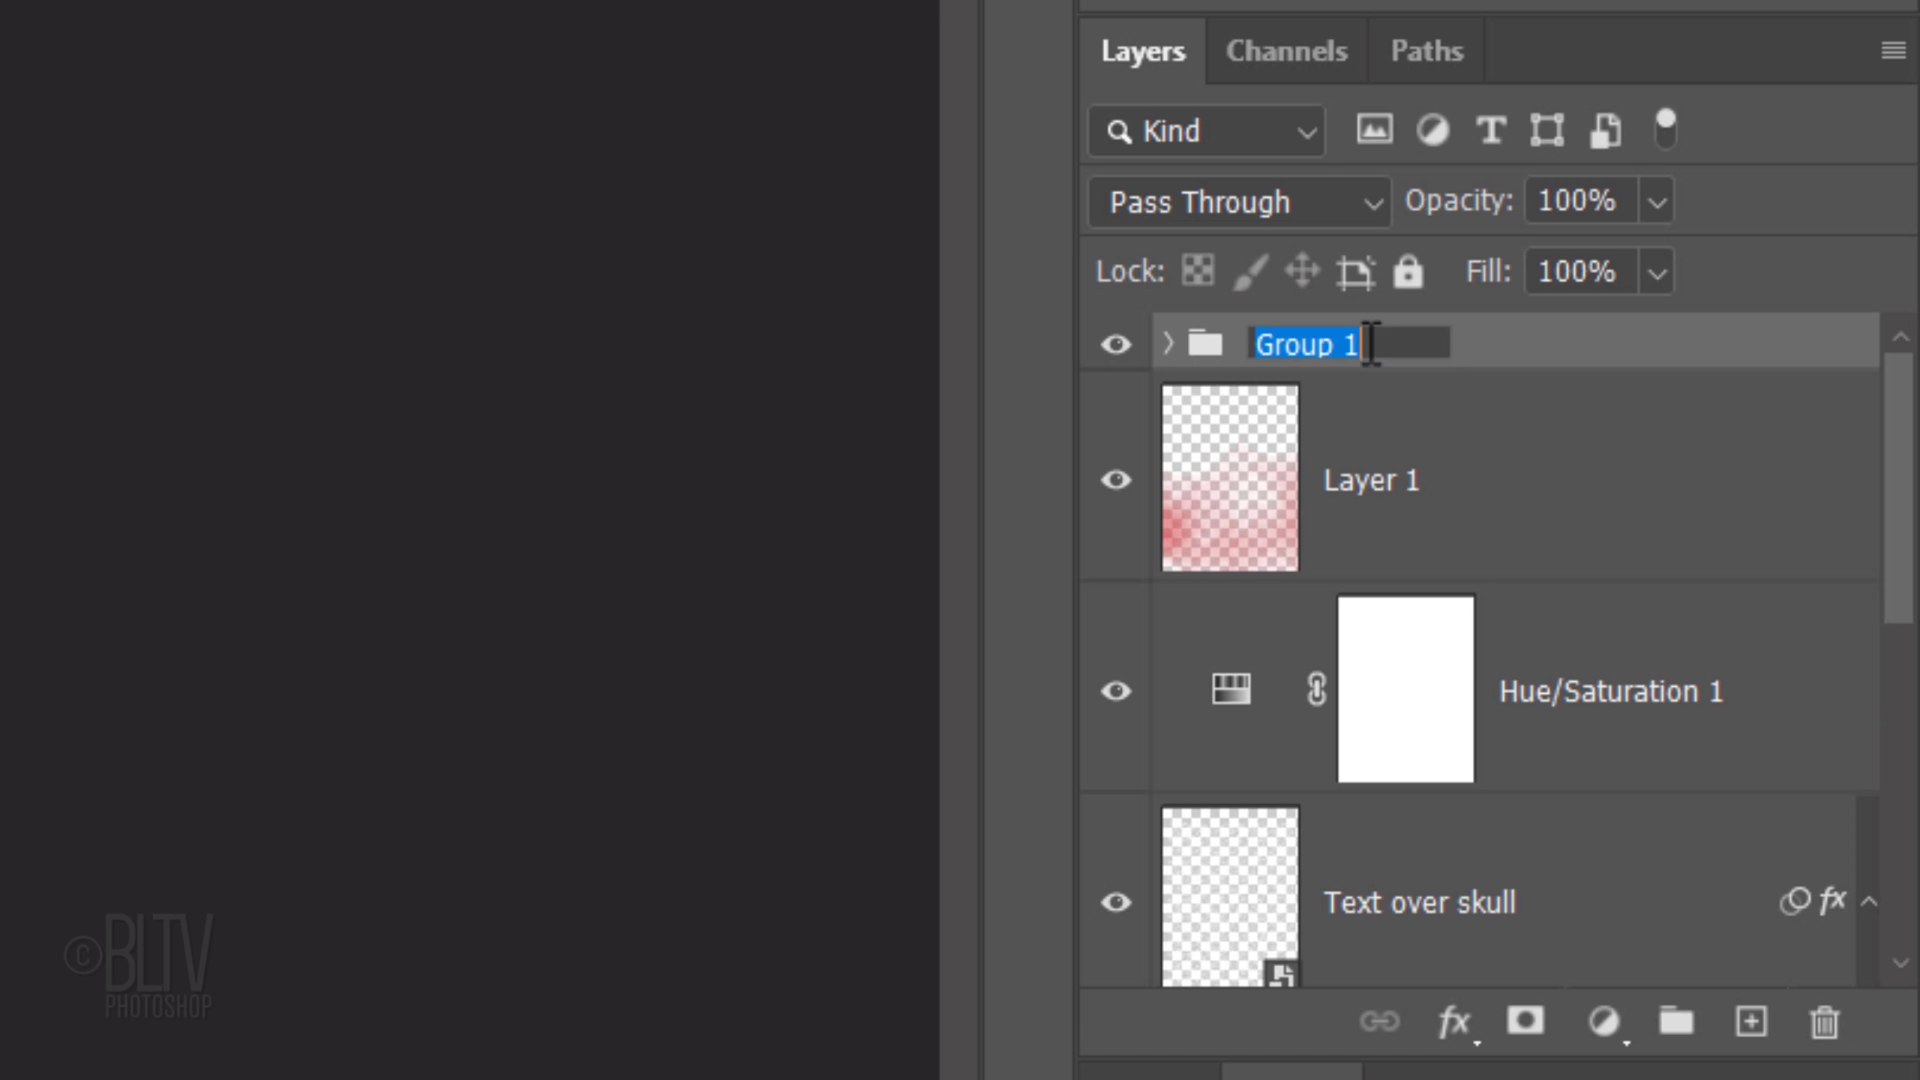 Layers Channels Paths
Kind
Pass Through Opacity: 100%
Lock: Fill: 100%
Group 1
Layer 1
Hue/Saturation 1
Text over skull fx
fx
©BLTV
PHOTOSHOP